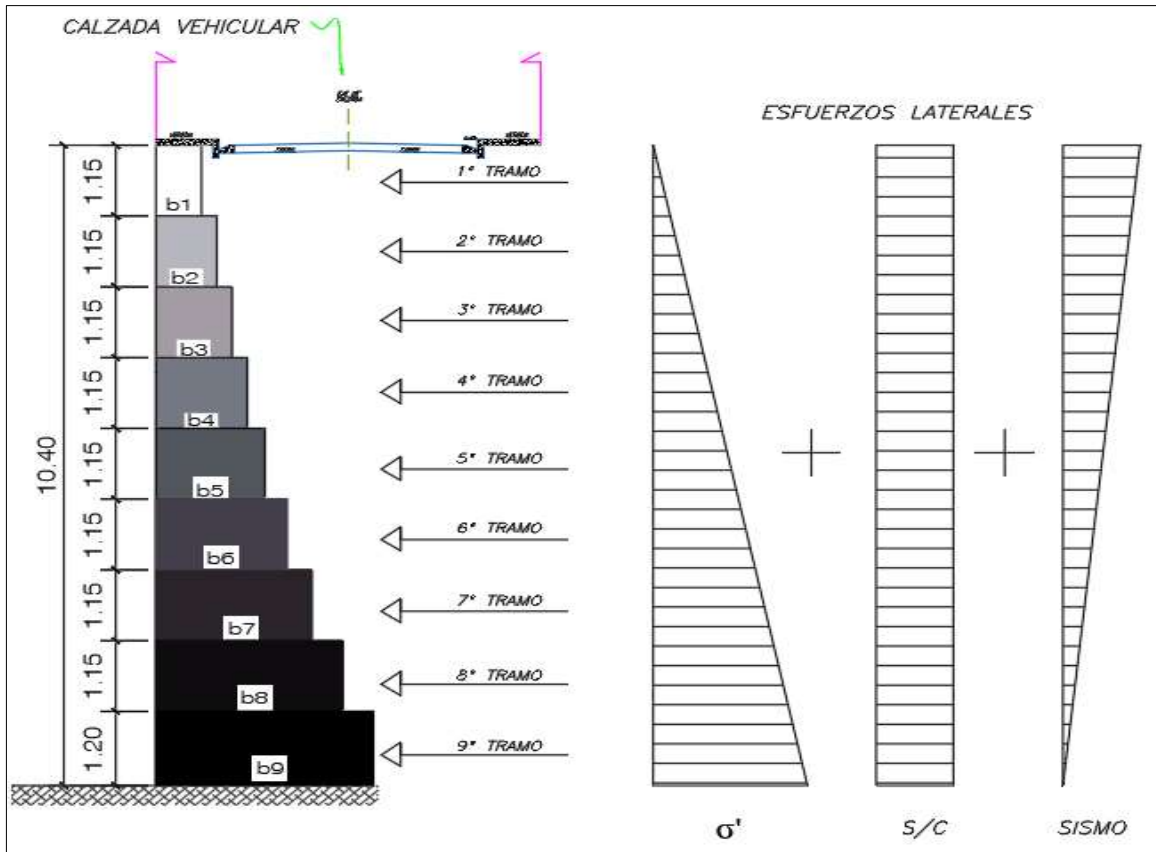 CALZADA VEHICULAR
ESFUERZOS LATERALES
10.40
1.15
1.15
1.15
1.15
1.15
1.15
1.15
1.15
1.20
b1
b2
b3
b4
b5
b6
b7
b8
b9
1° TRAMO
2° TRAMO
3° TRAMO
4° TRAMO
5° TRAMO
6° TRAMO
7° TRAMO
8° TRAMO
9° TRAMO
σ'
S/C
SISMO